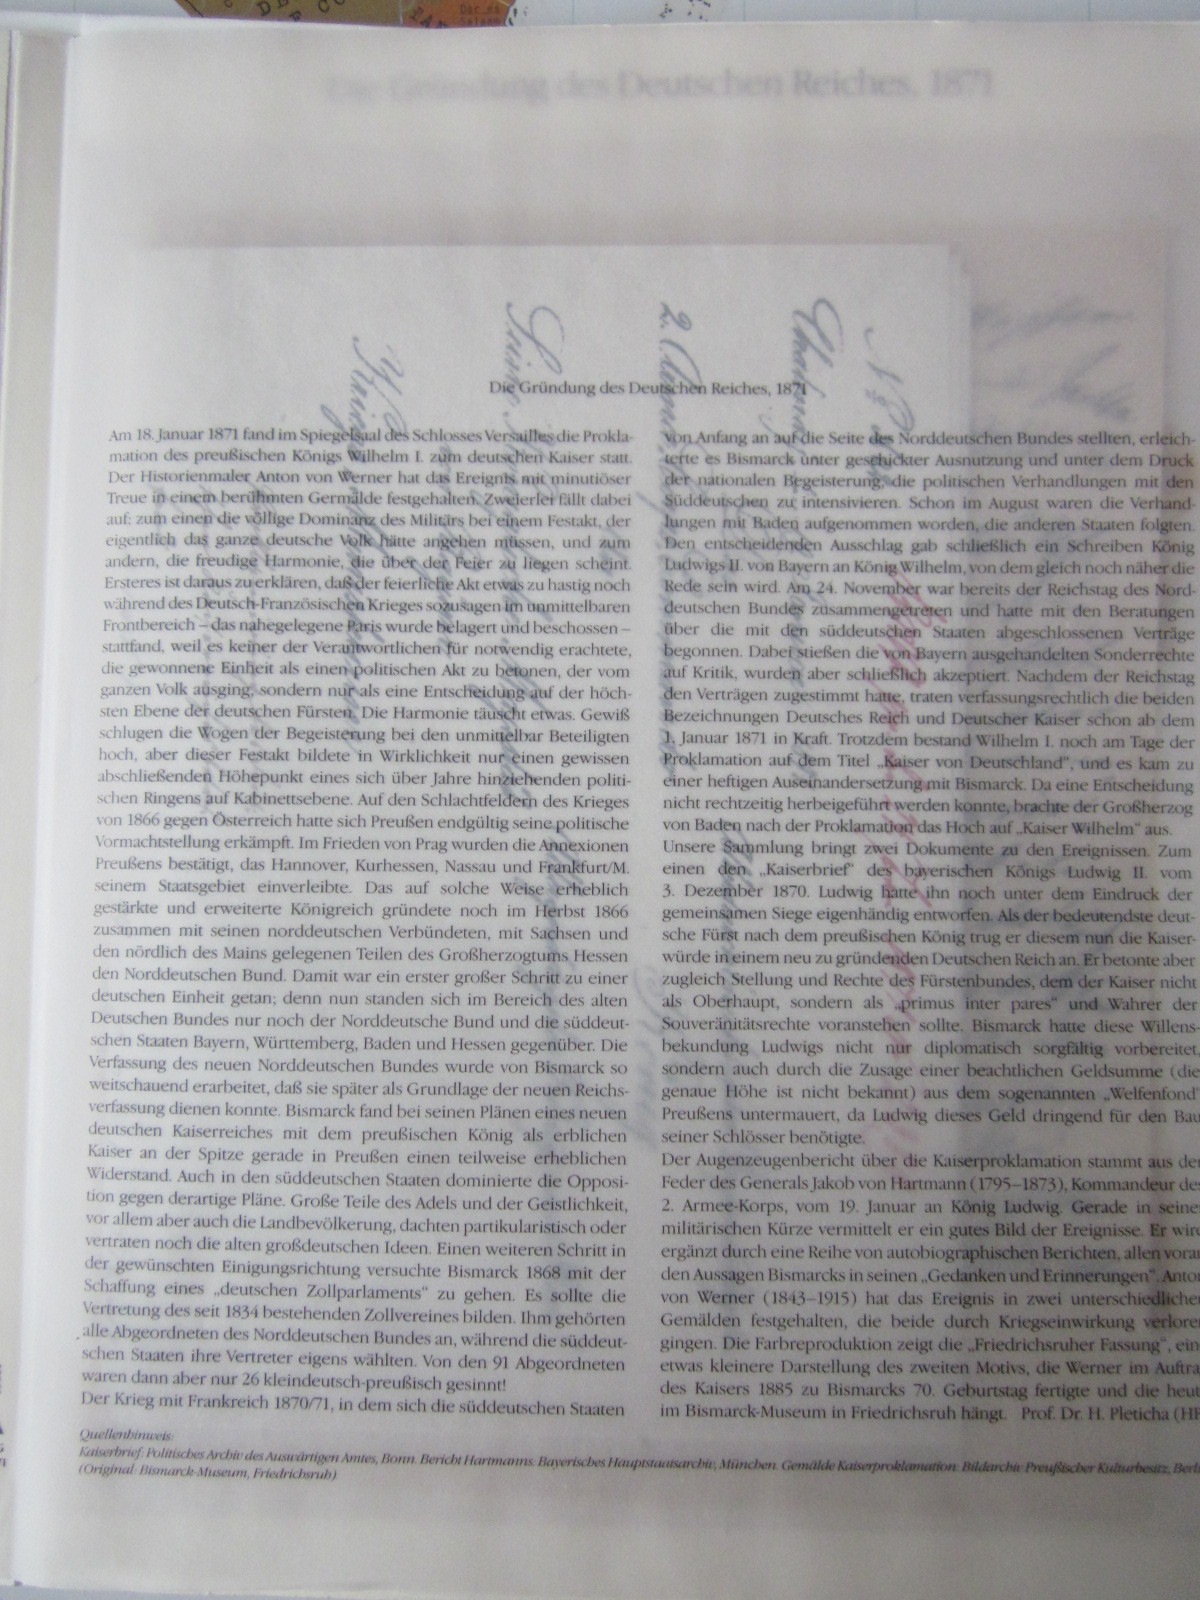 Die Gründung des Deutschen Reiches, 1871
Die Gründung des Deutschen Reiches, 1871
Am 18. Januar 1871 fand im Spiegelsaal des Schlosses Versailles die Prokla-
mation des preußischen Königs Wilhelm I. zum deutschen Kaiser statt.
Der Historienmaler Anton von Werner hat das Ereignis mit minutiöser
Treue in einem berühmten Germälde festgehalten. Zweierlei fällt dabei
auf: zum einen die völlige Dominanz des Militärs bei einem Festakt, der
eigentlich das ganze deutsche Volk hätte angehen müssen, und zum
andern, die freudige Harmonie, die über der Feier zu liegen scheint.
Ersteres ist daraus zu erklären, daß der feierliche Akt etwas zu hastig noch
während des Deutsch-Französischen Krieges sozusagen im unmittelbaren
Frontbereich – das nahegelegene Paris wurde belagert und beschossen –
stattfand, weil es keiner der Verantwortlichen für notwendig erachtete,
die gewonnene Einheit als einen politischen Akt zu betonen, der vom
ganzen Volk ausging, sondern nur als eine Entscheidung auf der höch-
sten Ebene der deutschen Fürsten. Die Harmonie täuscht etwas. Gewiß
schlugen die Wogen der Begeisterung bei den unmittelbar Beteiligten
hoch, aber dieser Festakt bildete in Wirklichkeit nur einen gewissen
abschließenden Höhepunkt eines sich über Jahre hinziehenden politi-
schen Ringens auf Kabinettsebene. Auf den Schlachtfeldern des Krieges
von 1866 gegen Österreich hatte sich Preußen endgültig seine politische
Vormachtstellung erkämpft. Im Frieden von Prag wurden die Annexionen
Preußens bestätigt, das Hannover, Kurhessen, Nassau und Frankfurt/M.
seinem Staatsgebiet einverleibte. Das auf solche Weise erheblich
gestärkte und erweiterte Königreich gründete noch im Herbst 1866
zusammen mit seinen norddeutschen Verbündeten, mit Sachsen und
den nördlich des Mains gelegenen Teilen des Großherzogtums Hessen
den Norddeutschen Bund. Damit war ein erster großer Schritt zu einer
deutschen Einheit getan; denn nun standen sich im Bereich des alten
Deutschen Bundes nur noch der Norddeutsche Bund und die süddeut-
schen Staaten Bayern, Württemberg, Baden und Hessen gegenüber. Die
Verfassung des neuen Norddeutschen Bundes wurde von Bismarck so
weitschauend erarbeitet, daß sie später als Grundlage der neuen Reichs-
verfassung dienen konnte. Bismarck fand bei seinen Plänen eines neuen
deutschen Kaiserreiches mit dem preußischen König als erblichen
Kaiser an der Spitze gerade in Preußen einen teilweise erheblichen
Widerstand. Auch in den süddeutschen Staaten dominierte die Opposi-
tion gegen derartige Pläne. Große Teile des Adels und der Geistlichkeit,
vor allem aber auch die Landbevölkerung, dachten partikularistisch oder
vertraten noch die alten großdeutschen Ideen. Einen weiteren Schritt in
der gewünschten Einigungsrichtung versuchte Bismarck 1868 mit der
Schaffung eines „deutschen Zollparlaments“ zu gehen. Es sollte die
Vertretung des seit 1834 bestehenden Zollvereines bilden. Ihm gehörten
alle Abgeordneten des Norddeutschen Bundes an, während die süddeut-
schen Staaten ihre Vertreter eigens wählten. Von den 91 Abgeordneten
waren dann aber nur 26 kleindeutsch-preußisch gesinnt!
Der Krieg mit Frankreich 1870/71, in dem sich die süddeutschen Staaten
von Anfang an auf die Seite des Norddeutschen Bundes stellten, erleich-
terte es Bismarck unter geschickter Ausnutzung und unter dem Druck
der nationalen Begeisterung, die politischen Verhandlungen mit den
Süddeutschen zu intensivieren. Schon im August waren die Verhand-
lungen mit Baden aufgenommen worden, die anderen Staaten folgten.
Den entscheidenden Ausschlag gab schließlich ein Schreiben König
Ludwigs II. von Bayern an König Wilhelm, von dem gleich noch näher die
Rede sein wird. Am 24. November war bereits der Reichstag des Nord-
deutschen Bundes zusammengetreten und hatte mit den Beratungen
über die mit den süddeutschen Staaten abgeschlossenen Verträge
begonnen. Dabei stießen die von Bayern ausgehandelten Sonderrechte
auf Kritik, wurden aber schließlich akzeptiert. Nachdem der Reichstag
den Verträgen zugestimmt hatte, traten verfassungsrechtlich die beiden
Bezeichnungen Deutsches Reich und Deutscher Kaiser schon ab dem
1. Januar 1871 in Kraft. Trotzdem bestand Wilhelm I. noch am Tage der
Proklamation auf dem Titel „Kaiser von Deutschland“, und es kam zu
einer heftigen Auseinandersetzung mit Bismarck. Da eine Entscheidung
nicht rechtzeitig herbeigeführt werden konnte, brachte der Großherzog
von Baden nach der Proklamation das Hoch auf „Kaiser Wilhelm“ aus.
Unsere Sammlung bringt zwei Dokumente zu den Ereignissen. Zum
einen den „Kaiserbrief“ des bayerischen Königs Ludwig II. vom
3. Dezember 1870. Ludwig hatte ihn noch unter dem Eindruck der
gemeinsamen Siege eigenhändig entworfen. Als der bedeutendste deut-
sche Fürst nach dem preußischen König trug er diesem nun die Kaiser-
würde in einem neu zu gründenden Deutschen Reich an. Er betonte aber
zugleich Stellung und Rechte des Fürstenbundes, dem der Kaiser nicht
als Oberhaupt, sondern als „primus inter pares“ und Wahrer der
Souveränitätsrechte voranstehen sollte. Bismarck hatte diese Willens-
bekundung Ludwigs nicht nur diplomatisch sorgfältig vorbereitet,
sondern auch durch die Zusage einer beachtlichen Geldsumme (die
genaue Höhe ist nicht bekannt) aus dem sogenannten „Welfenfond“
Preußens untermauert, da Ludwig dieses Geld dringend für den Bau
seiner Schlösser benötigte.
Der Augenzeugenbericht über die Kaiserproklamation stammt aus der
Feder des Generals Jakob von Hartmann (1795–1873), Kommandeur des
2. Armee-Korps, vom 19. Januar an König Ludwig. Gerade in seine
militärischen Kürze vermittelt er ein gutes Bild der Ereignisse. Er wird
ergänzt durch eine Reihe von autobiographischen Berichten, allen vora
den Aussagen Bismarcks in seinen „Gedanken und Erinnerungen“. Anto
von Werner (1843–1915) hat das Ereignis in zwei unterschiedliche
Gemälden festgehalten, die beide durch Kriegseinwirkung verlore
gingen. Die Farbreproduktion zeigt die „Friedrichsruher Fassung“, ein
etwas kleinere Darstellung des zweiten Motivs, die Werner im Auftra
des Kaisers 1885 zu Bismarcks 70. Geburtstag fertigte und die heut
im Bismarck-Museum in Friedrichsruh hängt. Prof. Dr. H. Pleticha (HP
Quellenhinweis:
Kaiserbrief: Politisches Archiv des Auswärtigen Amtes, Bonn. Bericht Hartmanns: Bayerisches Hauptstaatsarchiv, München. Gemälde Kaiserproklamation: Bildarchiv Preußischer Kulturbesitz, Berl
(Original: Bismarck-Museum, Friedrichsruh)